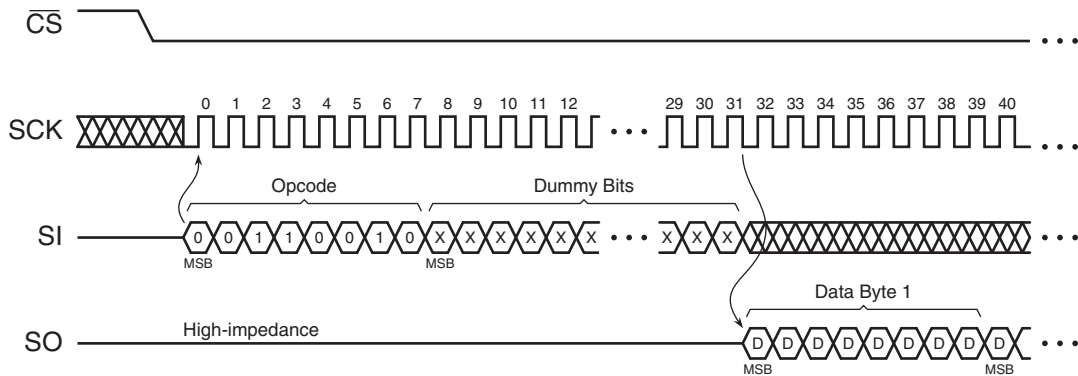 CS
SCK
0 1 2 3 4 5 6 7 8 9 10 11 12 29 30 31 32 33 34 35 36 37 38 39 40
Opcode Dummy Bits
SI
0 0 1 1 0 0 1 0 X X X X X X X X X
MSB MSB
Data Byte 1
SO
High-impedance
D D D D D D D D D
MSB MSB